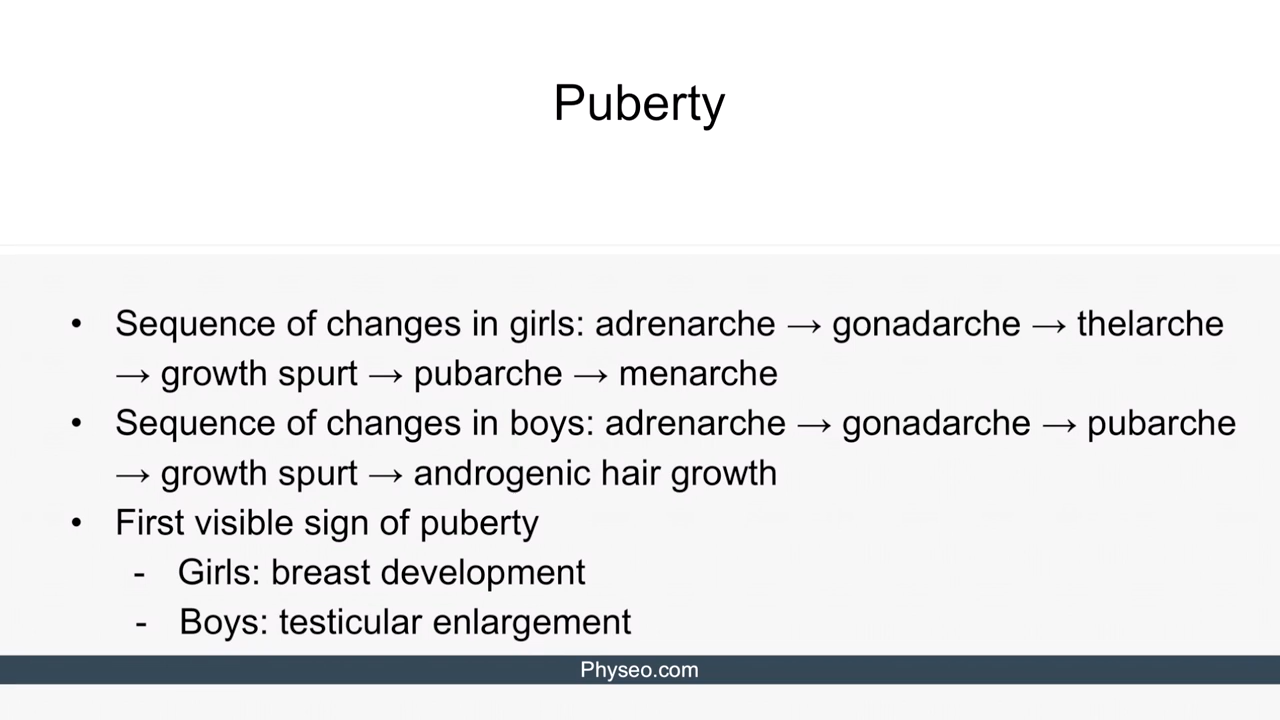 Puberty
• Sequence of changes in girls: adrenarche → gonadarche → thelarche
→ growth spurt → pubarche → menarche
• Sequence of changes in boys: adrenarche → gonadarche → pubarche
→ growth spurt → androgenic hair growth
• First visible sign of puberty
- Girls: breast development
- Boys: testicular enlargement
Physeo.com